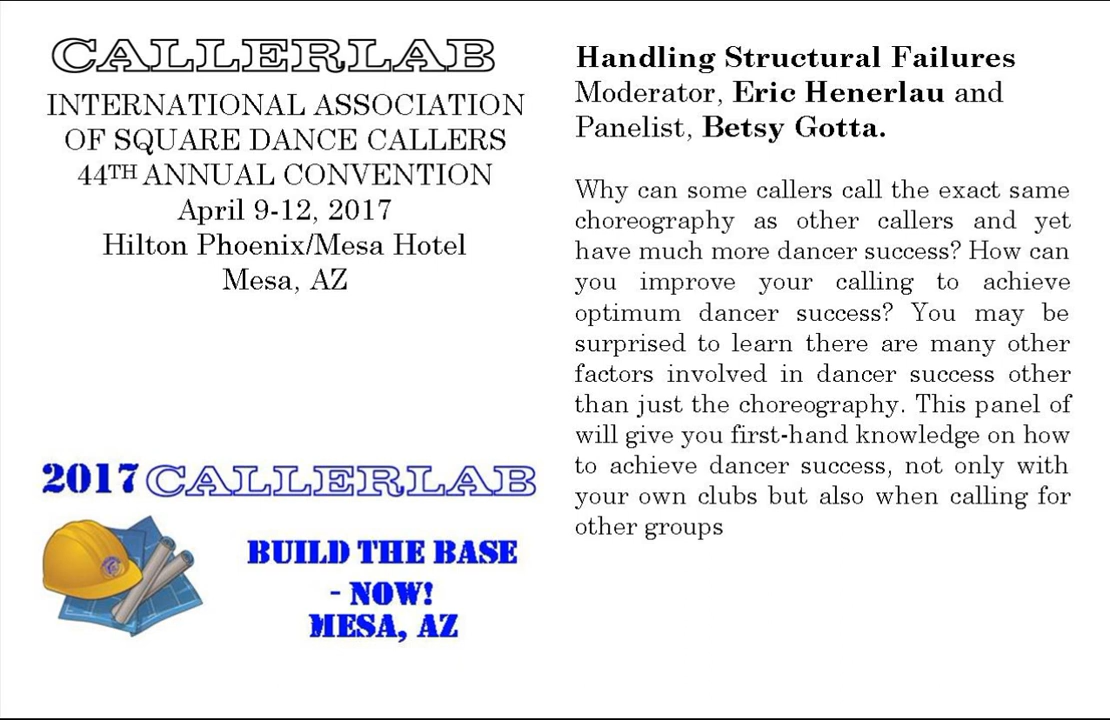 CALLERLAB
INTERNATIONAL ASSOCIATION
OF SQUARE DANCE CALLERS
44TH ANNUAL CONVENTION
April 9-12, 2017
Hilton Phoenix/Mesa Hotel
Mesa, AZ
2017 CALLERLAB
BUILD THE BASE
- NOW!
MESA, AZ
Handling Structural Failures
Moderator, Eric Henerlau and
Panelist, Betsy Gotta.
Why can some callers call the exact same
choreography as other callers and yet
have much more dancer success? How can
you improve your calling to achieve
optimum dancer success? You may be
surprised to learn there are many other
factors involved in dancer success other
than just the choreography. This panel of
will give you first-hand knowledge on how
to achieve dancer success, not only with
your own clubs but also when calling for
other groups